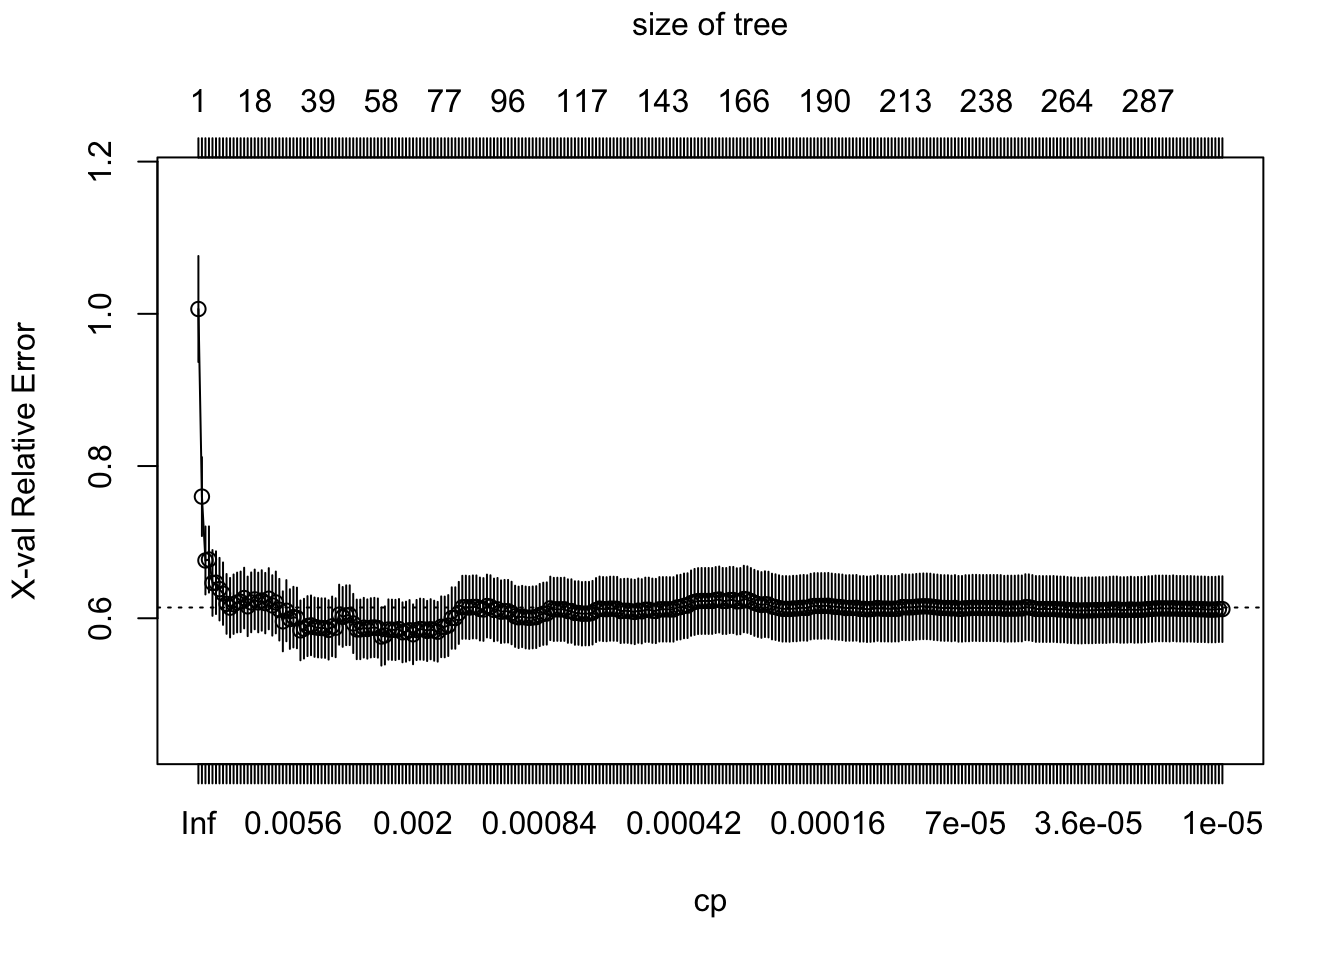 size of tree
1 18 39 58 77 96 117 143 166 190 213 238 264 287
1.2
1.0
0.8
0.6
X-val Relative Error
Inf 0.0056 0.002 0.00084 0.00042 0.00016 7e-05 3.6e-05 1e-05
cp